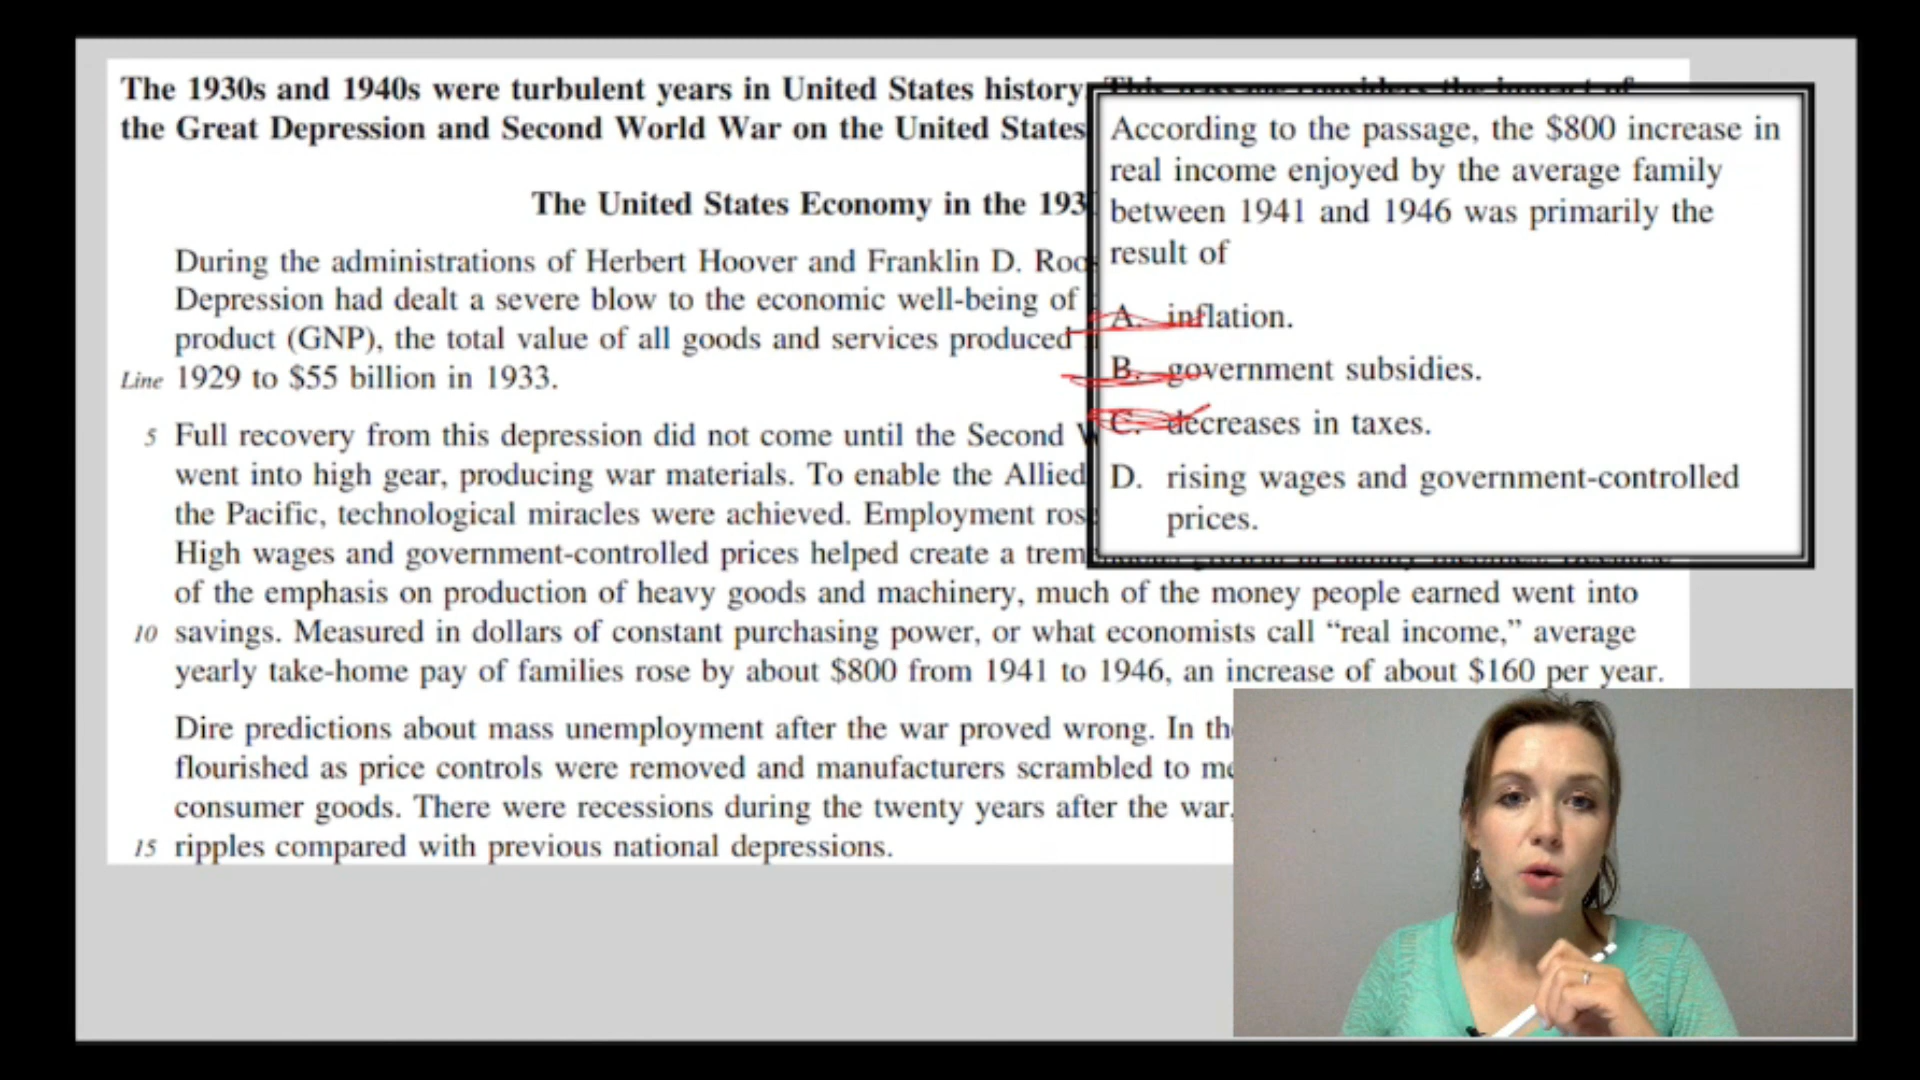 The 1930s and 1940s were turbulent years in United States history. This passage considers the impact of
the Great Depression and Second World War on the United States
The United States Economy in the 193
During the administrations of Herbert Hoover and Franklin D. Roo
Depression had dealt a severe blow to the economic well-being of
product (GNP), the total value of all goods and services produced
Line 1929 to $55 billion in 1933.
5 Full recovery from this depression did not come until the Second W
went into high gear, producing war materials. To enable the Allied
the Pacific, technological miracles were achieved. Employment ros
High wages and government-controlled prices helped create a trem
of the emphasis on production of heavy goods and machinery, much of the money people earned went into
10 savings. Measured in dollars of constant purchasing power, or what economists call “real income,” average
yearly take-home pay of families rose by about $800 from 1941 to 1946, an increase of about $160 per year.
Dire predictions about mass unemployment after the war proved wrong. In th
flourished as price controls were removed and manufacturers scrambled to me
consumer goods. There were recessions during the twenty years after the war,
15 ripples compared with previous national depressions.
According to the passage, the $800 increase in
real income enjoyed by the average family
between 1941 and 1946 was primarily the
result of
A. inflation.
B. government subsidies.
C. decreases in taxes.
D. rising wages and government-controlled
prices.